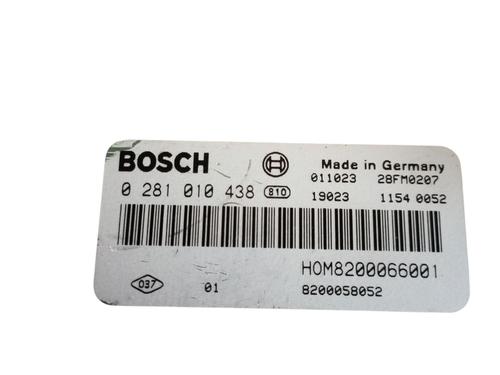 BOSCH Made in Germany
011023 28FM0207
0 281 010 438 810 19023 1154 0052
HOM8200066001
037 01 8200058052